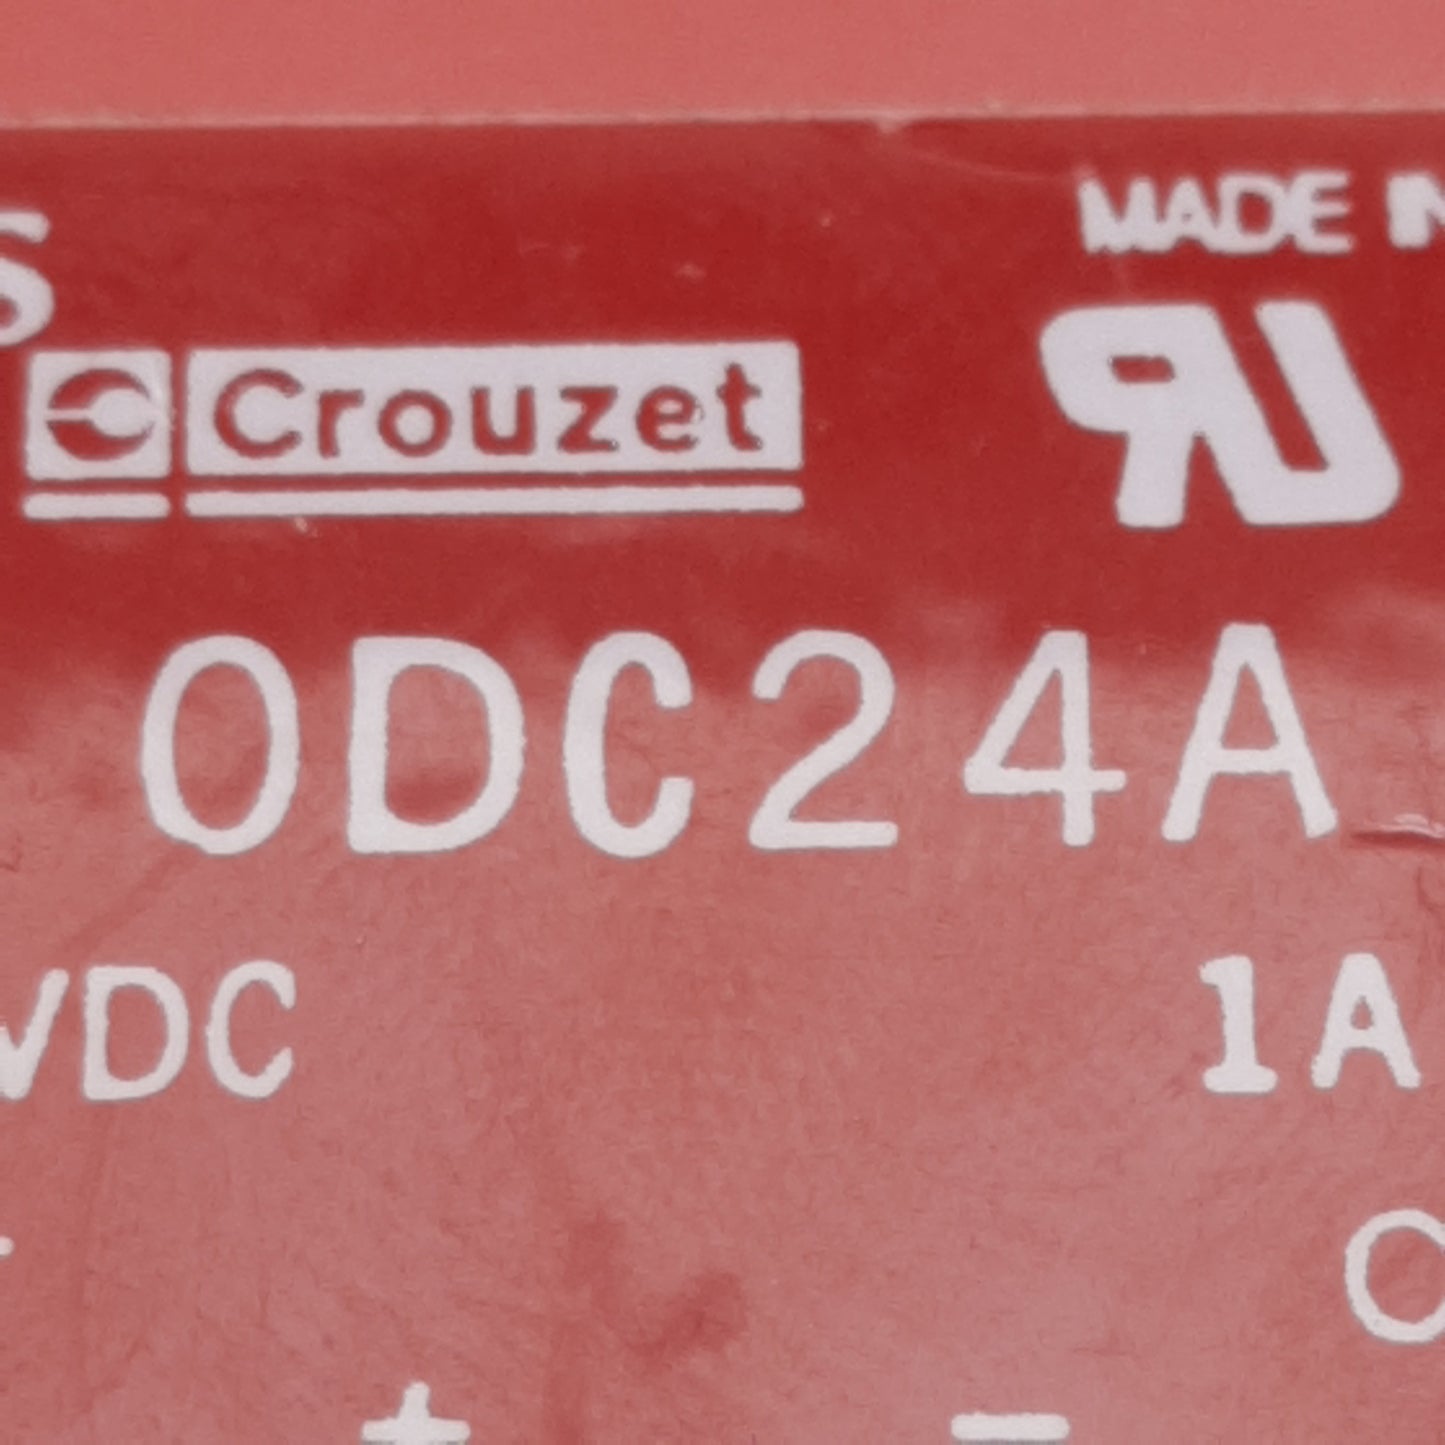 S
MADE IN
Crouzet
ODC24A
VDC 1A
O
+ -